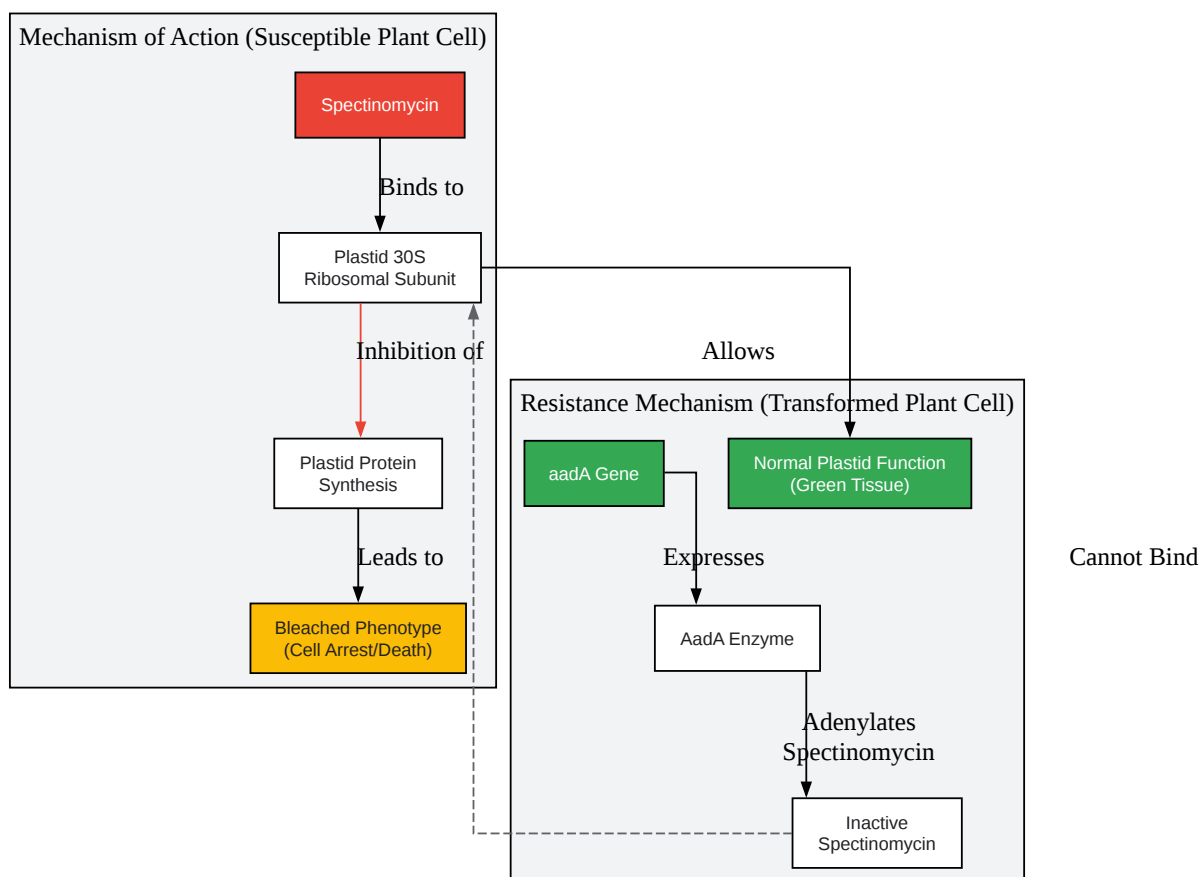 Mechanism of Action (Susceptible Plant Cell)
Spectinomycin
Binds to
Plastid 30S
Ribosomal Subunit
Inhibition of
Allows
Resistance Mechanism (Transformed Plant Cell)
Plastid Protein
Synthesis
aadA Gene
Normal Plastid Function
(Green Tissue)
Leads to
Expresses
Cannot Bind
Bleached Phenotype
(Cell Arrest/Death)
AadA Enzyme
Adenylates
Spectinomycin
Inactive
Spectinomycin